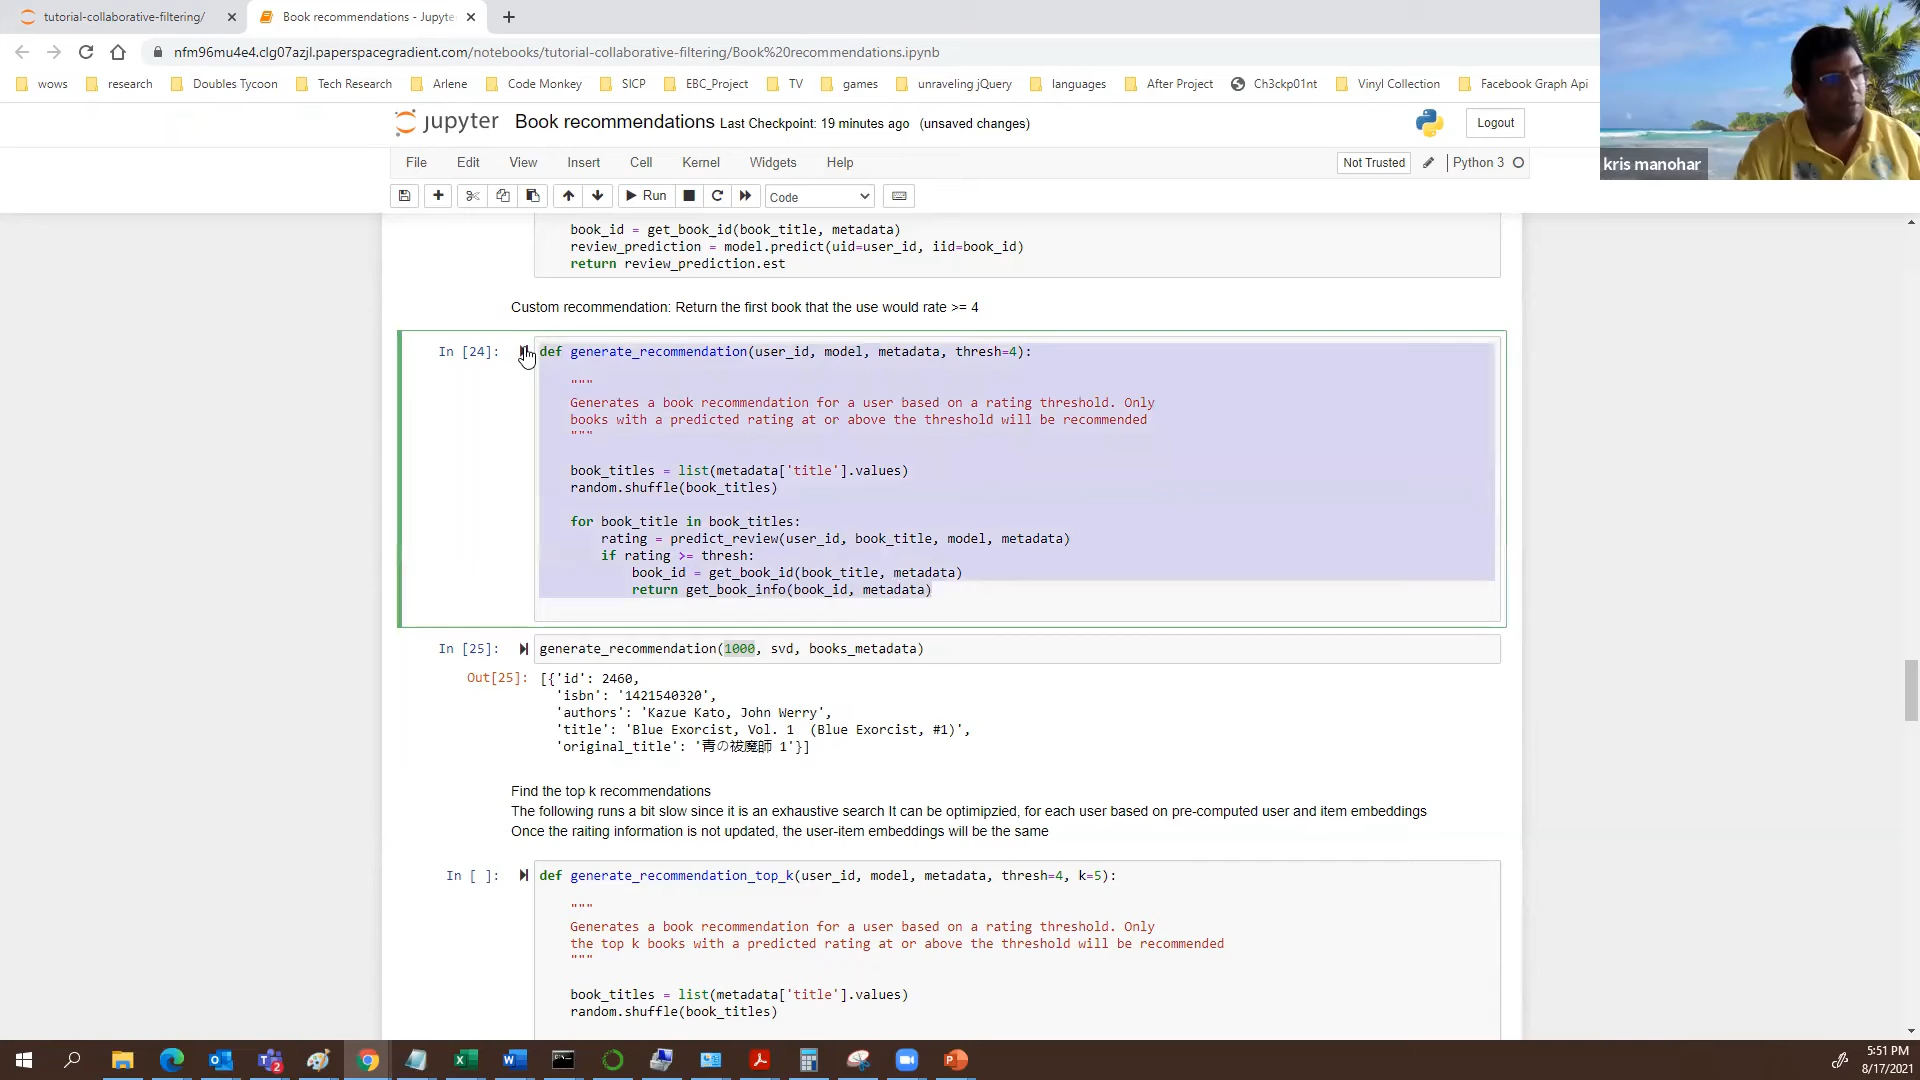 tutorial-collaborative-filtering/
Book recommendations - Jupyte
nfm96mu4e4.clg07azjl.paperspacegradient.com/notebooks/tutorial-collaborative-filtering/Book%20recommendations.ipynb
wows research Doubles Tycoon Tech Research Arlene Code Monkey SICP EBC_Project TV games unraveling jQuery languages After Project Ch3ckp01nt Vinyl Collection Facebook Graph Api
jupyter Book recommendations Last Checkpoint: 19 minutes ago (unsaved changes) Logout
kris manohar
File Edit View Insert Cell Kernel Widgets Help Not Trusted Python 3
Run Code
book_id = get_book_id(book_title, metadata)
review_prediction = model.predict(uid=user_id, iid=book_id)
return review_prediction.est
Custom recommendation: Return the first book that the use would rate >= 4
In [24]: def generate_recommendation(user_id, model, metadata, thresh=4):
"""
Generates a book recommendation for a user based on a rating threshold. Only
books with a predicted rating at or above the threshold will be recommended
"""
book_titles = list(metadata['title'].values)
random.shuffle(book_titles)
for book_title in book_titles:
rating = predict_review(user_id, book_title, model, metadata)
if rating >= thresh:
book_id = get_book_id(book_title, metadata)
return get_book_info(book_id, metadata)
In [25]: generate_recommendation(1000, svd, books_metadata)
Out[25]: [{'id': 2460,
'isbn': '1421540320',
'authors': 'Kazue Kato, John Werry',
'title': 'Blue Exorcist, Vol. 1 (Blue Exorcist, #1)',
'original_title': '青の祓魔師 1'}]
Find the top k recommendations
The following runs a bit slow since it is an exhaustive search It can be optimipzied, for each user based on pre-computed user and item embeddings
Once the raiting information is not updated, the user-item embeddings will be the same
In [ ]: def generate_recommendation_top_k(user_id, model, metadata, thresh=4, k=5):
"""
Generates a book recommendation for a user based on a rating threshold. Only
the top k books with a predicted rating at or above the threshold will be recommended
"""
book_titles = list(metadata['title'].values)
random.shuffle(book_titles)
5:51 PM
8/17/2021